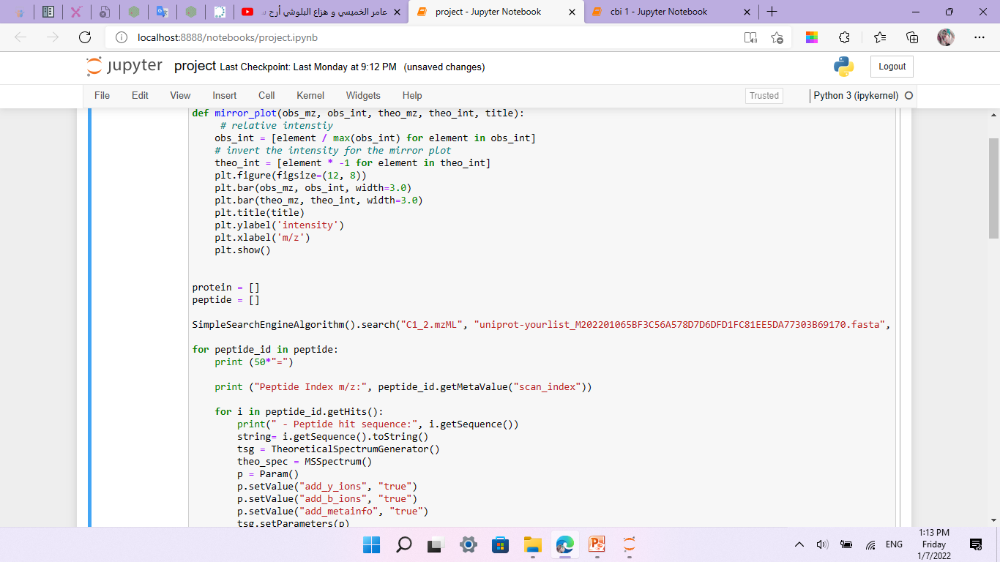 عامر الخميسي و هزاع البلوشي أرح
project - Jupyter Notebook
cbi 1 - Jupyter Notebook
localhost:8888/notebooks/project.ipynb
jupyter project Last Checkpoint: Last Monday at 9:12 PM (unsaved changes)
Logout
File Edit View Insert Cell Kernel Widgets Help
Trusted
Python 3 (ipykernel)
def mirror_plot(obs_mz, obs_int, theo_mz, theo_int, title):
     # relative intenstiy
    obs_int = [element / max(obs_int) for element in obs_int]
    # invert the intensity for the mirror plot
    theo_int = [element * -1 for element in theo_int]
    plt.figure(figsize=(12, 8))
    plt.bar(obs_mz, obs_int, width=3.0)
    plt.bar(theo_mz, theo_int, width=3.0)
    plt.title(title)
    plt.ylabel('intensity')
    plt.xlabel('m/z')
    plt.show()
protein = []
peptide = []
SimpleSearchEngineAlgorithm().search("C1_2.mzML", "uniprot-yourlist_M202201065BF3C56A578D7D6DFD1FC81EE5DA77303B69170.fasta",
for peptide_id in peptide:
    print (50*"=")
    print ("Peptide Index m/z:", peptide_id.getMetaValue("scan_index"))
    for i in peptide_id.getHits():
        print(" - Peptide hit sequence:", i.getSequence())
        string= i.getSequence().toString()
        tsg = TheoreticalSpectrumGenerator()
        theo_spec = MSSpectrum()
        p = Param()
        p.setValue("add_y_ions", "true")
        p.setValue("add_b_ions", "true")
        p.setValue("add_metainfo", "true")
        tsg.setParameters(p)
ENG
1:13 PM
Friday
1/7/2022